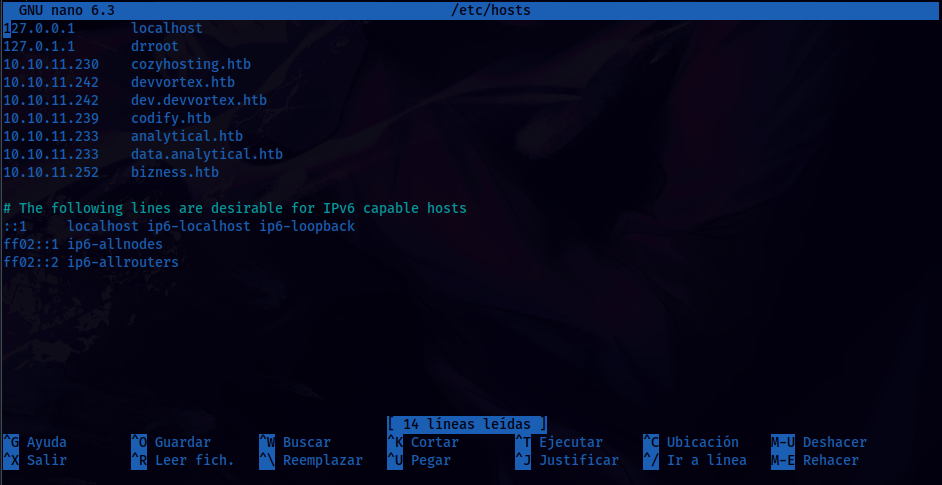 GNU nano 6.3 /etc/hosts
127.0.0.1 localhost
127.0.1.1 drroot
10.10.11.230 cozyhosting.htb
10.10.11.242 devvortex.htb
10.10.11.242 dev.devvortex.htb
10.10.11.239 codify.htb
10.10.11.233 analytical.htb
10.10.11.233 data.analytical.htb
10.10.11.252 bizness.htb
# The following lines are desirable for IPv6 capable hosts
::1 localhost ip6-localhost ip6-loopback
ff02::1 ip6-allnodes
ff02::2 ip6-allrouters
[ 14 líneas leídas ]
^G Ayuda ^O Guardar ^W Buscar ^K Cortar ^T Ejecutar ^C Ubicación M-U Deshacer
^X Salir ^R Leer fich. ^\ Reemplazar ^U Pegar ^J Justificar ^/ Ir a línea M-E Rehacer